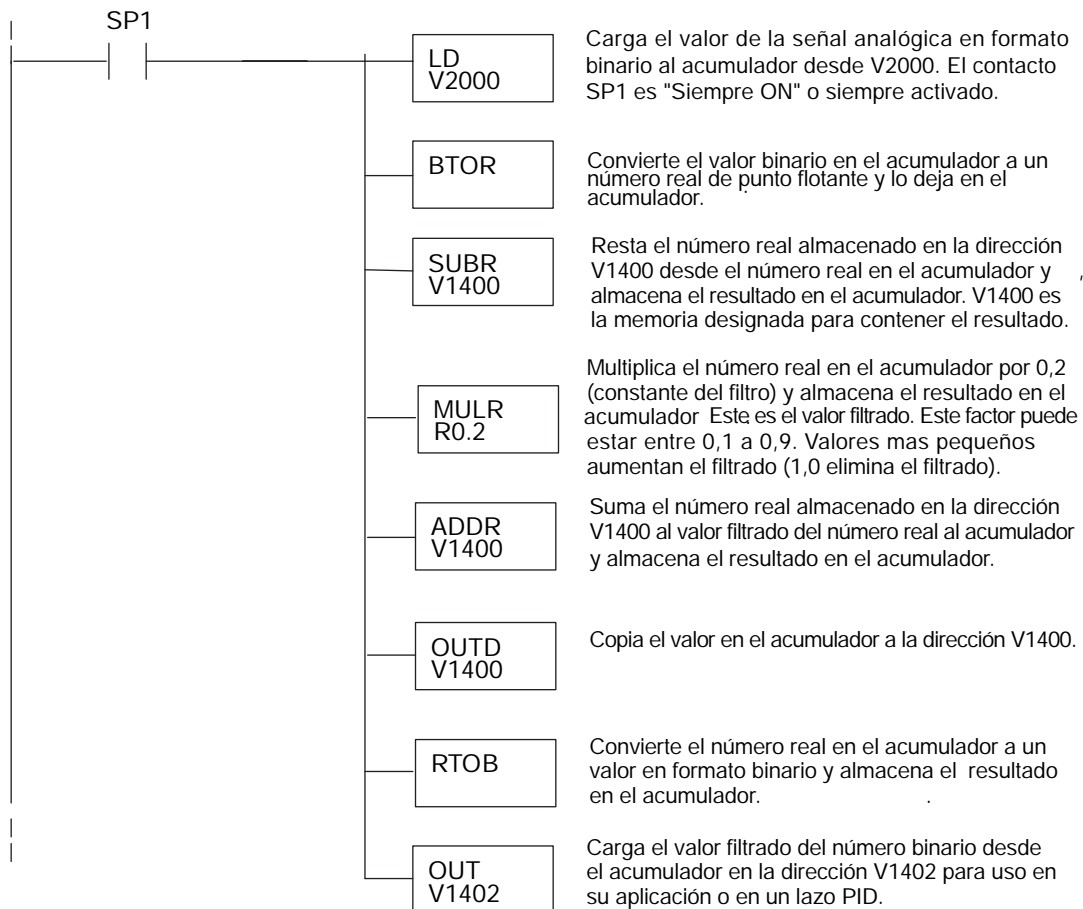 SP1
LD
V2000
Carga el valor de la señal analógica en formato
binario al acumulador desde V2000. El contacto
SP1 es "Siempre ON" o siempre activado.
BTOR
Convierte el valor binario en el acumulador a un
número real de punto flotante y lo deja en el
acumulador.
SUBR
V1400
Resta el número real almacenado en la dirección
V1400 desde el número real en el acumulador y ,
almacena el resultado en el acumulador. V1400 es
la memoria designada para contener el resultado.
MULR
R0.2
Multiplica el número real en el acumulador por 0,2
(constante del filtro) y almacena el resultado en el
acumulador Este. es el valor filtrado. Este factor puede
estar entre 0,1 a 0,9. Valores mas pequeños
aumentan el filtrado (1,0 elimina el filtrado).
ADDR
V1400
Suma el número real almacenado en la dirección
V1400 al valor filtrado del número real al acumulador
y almacena el resultado en el acumulador.
OUTD
V1400
Copia el valor en el acumulador a la dirección V1400.
RTOB
Convierte el número real en el acumulador a un
valor en formato binario y almacena el resultado
en el acumulador. .
OUT
V1402
Carga el valor filtrado del número binario desde
el acumulador en la dirección V1402 para uso en
su aplicación o en un lazo PID.